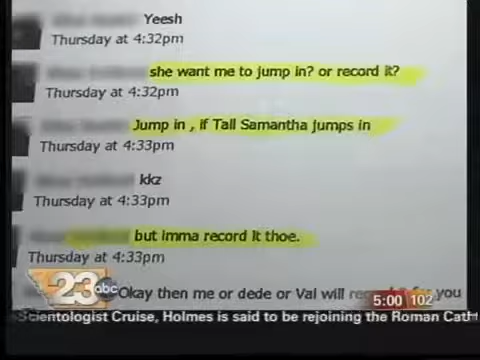 Yeesh
Thursday at 4:32pm
she want me to jump in? or record it?
Thursday at 4:32pm
Jump in , if Tall Samantha jumps in
Thursday at 4:33pm
kkz
Thursday at 4:33pm
but imma record it thoe.
Thursday at 4:33pm
23 abc
Okay then me or dede or Val will you
5:00 102
Scientologist Cruise, Holmes is said to be rejoining the Roman Cath